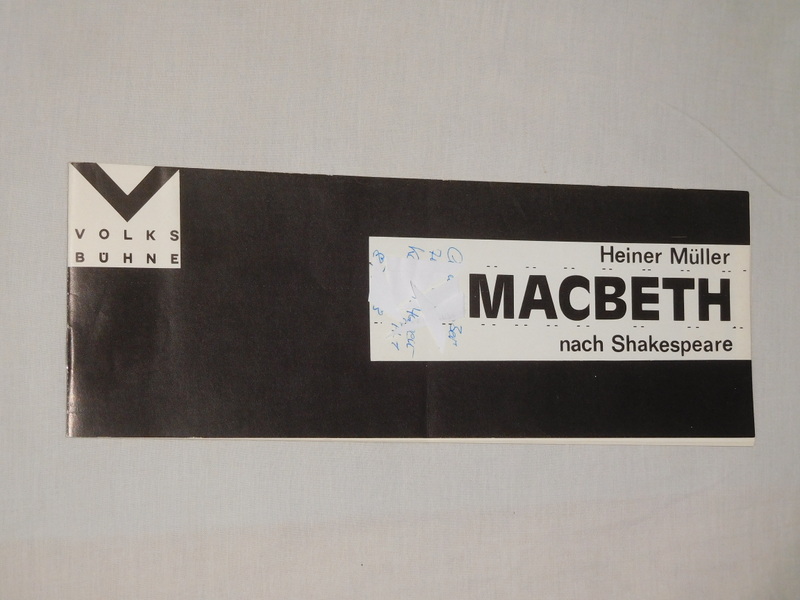 VOLKS
BÜHNE
Heiner Müller
MACBETH
nach Shakespeare